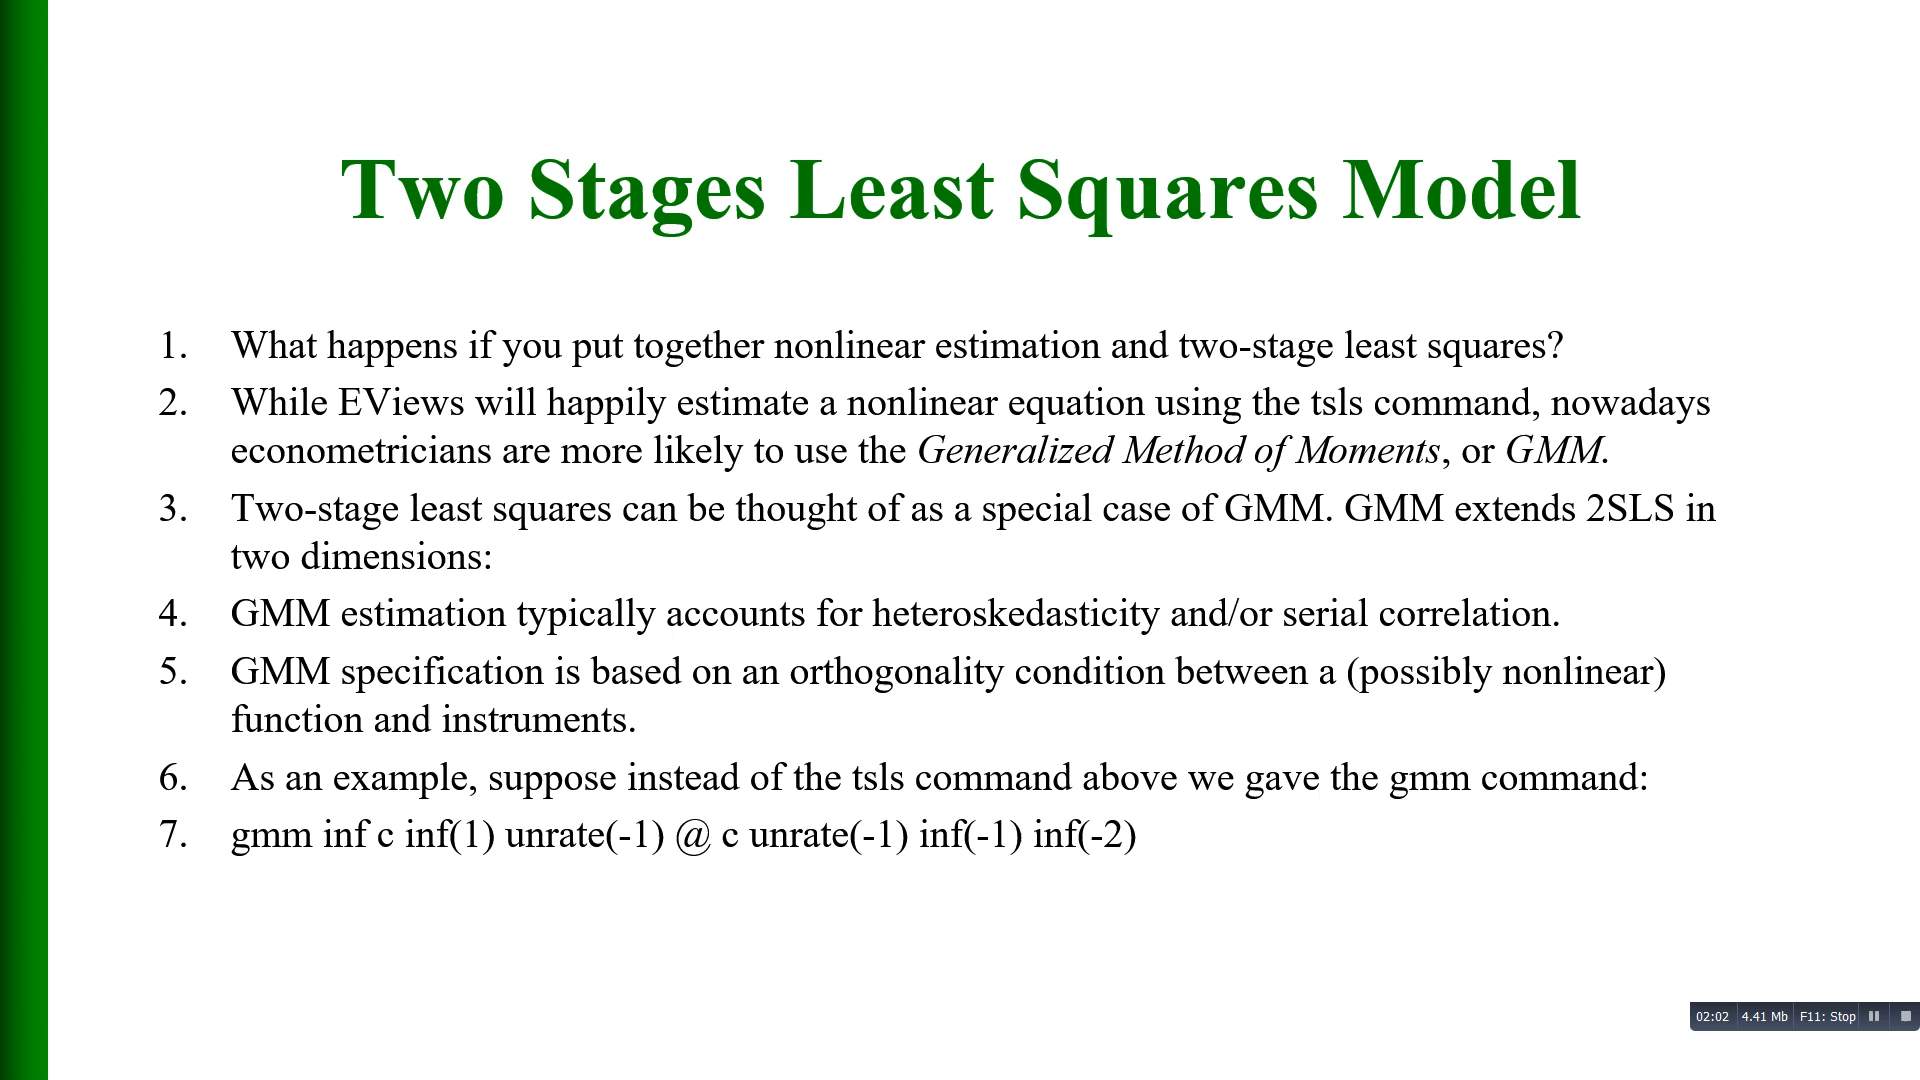 Two Stages Least Squares Model
1. What happens if you put together nonlinear estimation and two-stage least squares?
2. While EViews will happily estimate a nonlinear equation using the tsls command, nowadays
econometricians are more likely to use the Generalized Method of Moments, or GMM.
3. Two-stage least squares can be thought of as a special case of GMM. GMM extends 2SLS in
two dimensions:
4. GMM estimation typically accounts for heteroskedasticity and/or serial correlation.
5. GMM specification is based on an orthogonality condition between a (possibly nonlinear)
function and instruments.
6. As an example, suppose instead of the tsls command above we gave the gmm command:
7. gmm inf c inf(1) unrate(-1) @ c unrate(-1) inf(-1) inf(-2)
02:02 4.41 Mb F11: Stop